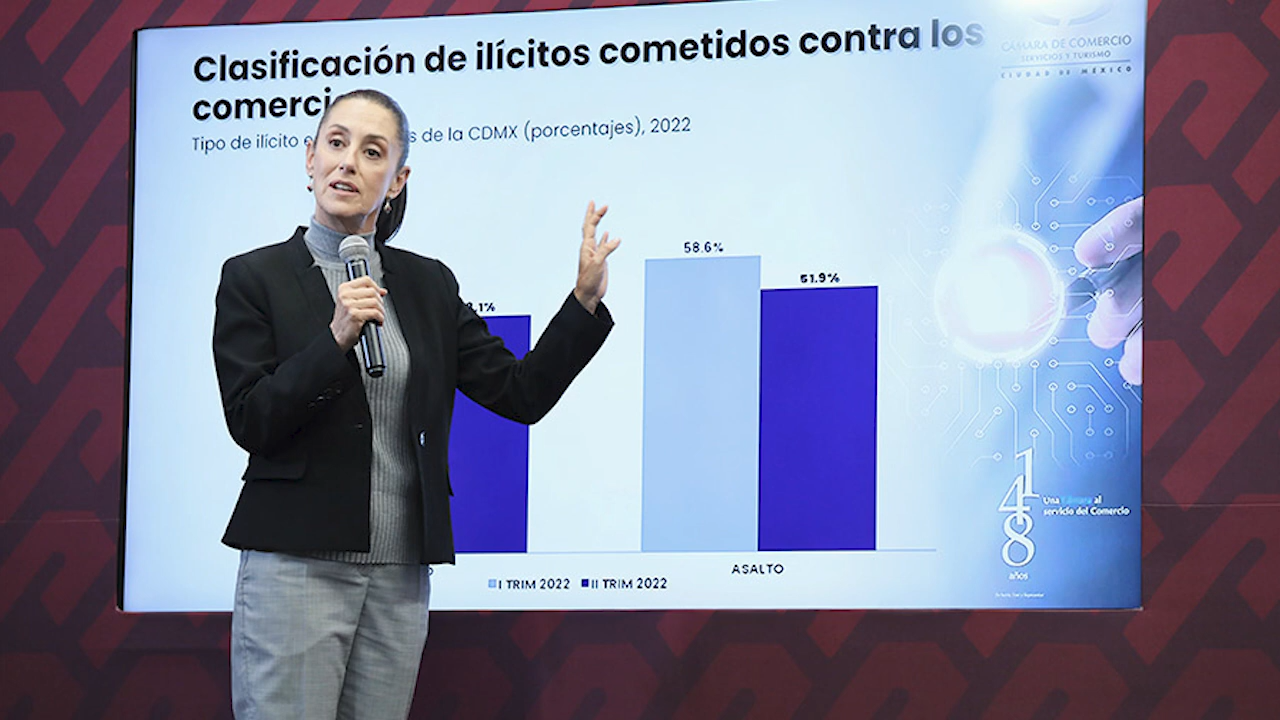 Clasificación de ilícitos cometidos contra los
CÁMARA DE COMERCIO
SERVICIOS Y TURISMO
CIUDAD DE MÉXICO
comerci
Tipo de ilícito e s de la CDMX (porcentajes), 2022
58.6%
51.9%
.1%
ASALTO
I TRIM 2022 II TRIM 2022
148
años
Una Cámara al
servicio del Comercio